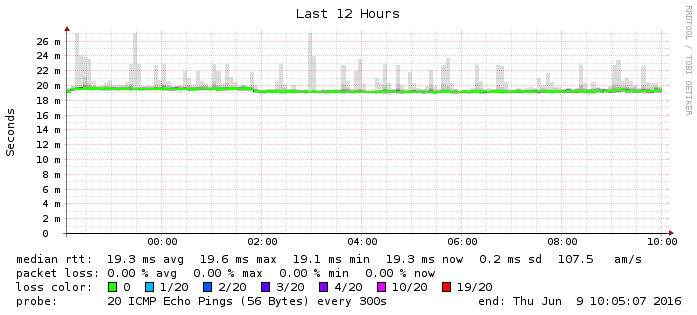 Last 12 Hours
RRDTOOL / TOBI OETIKER
Seconds
26 m
24 m
22 m
20 m
18 m
16 m
14 m
12 m
10 m
8 m
6 m
4 m
2 m
0
00:00 02:00 04:00 06:00 08:00 10:00
median rtt: 19.3 ms avg 19.6 ms max 19.1 ms min 19.3 ms now 0.2 ms sd 107.5 am/s
packet loss: 0.00 % avg 0.00 % max 0.00 % min 0.00 % now
loss color: 0 1/20 2/20 3/20 4/20 10/20 19/20
probe: 20 ICMP Echo Pings (56 Bytes) every 300s end: Thu Jun 9 10:05:07 2016